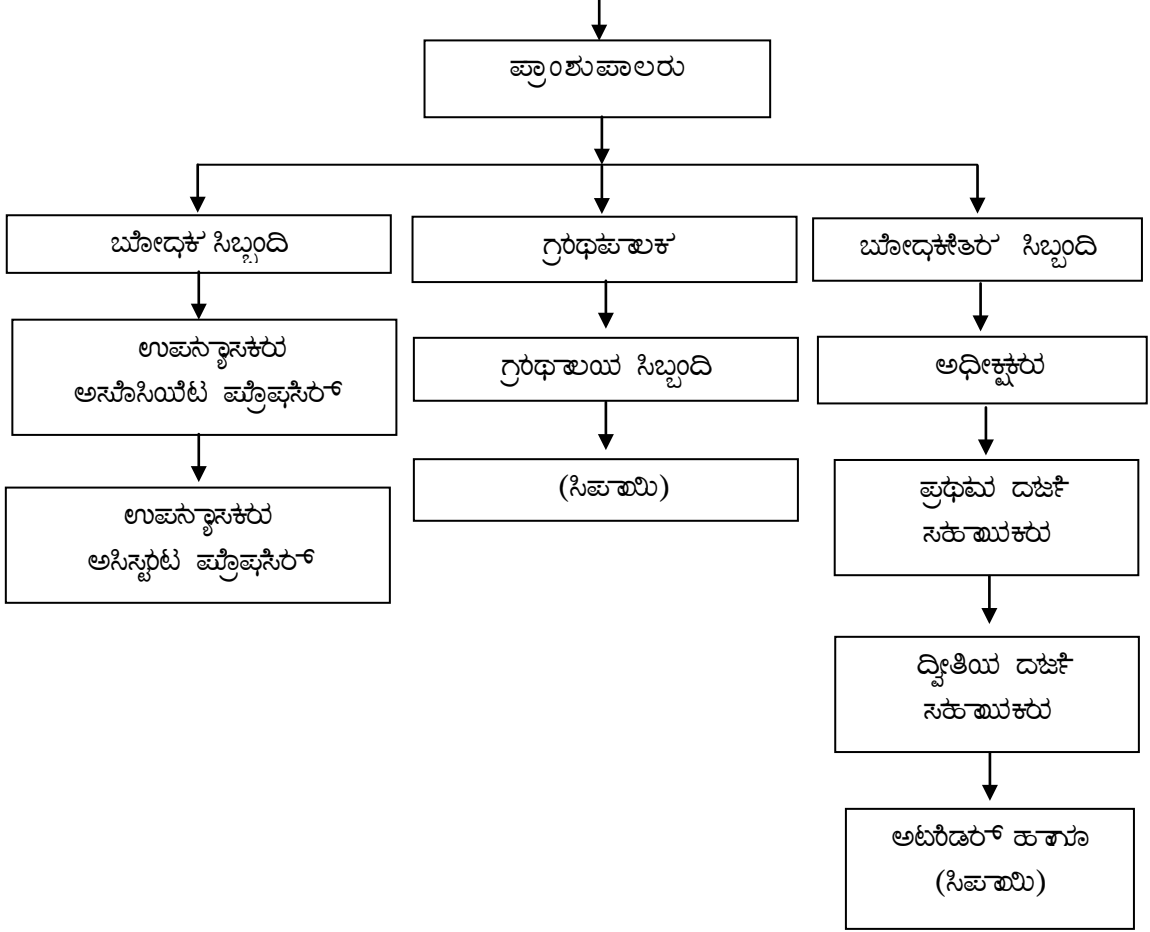 ಪ್ರಾಂಶುಪಾಲರು
ಬೋಧಕ ಸಿಬ್ಬಂದಿ
ಗ್ರಂಥಪಾಲಕ
ಬೋಧಕೇತರ ಸಿಬ್ಬಂದಿ
ಉಪನ್ಯಾಸಕರು
ಅಸೋಸಿಯೆಟ ಪ್ರೊಫೆಸರ್
ಗ್ರಂಥಾಲಯ ಸಿಬ್ಬಂದಿ
ಅಧೀಕ್ಷಕರು
ಉಪನ್ಯಾಸಕರು
ಅಸಿಸ್ಟಂಟ ಪ್ರೊಫೆಸರ್
(ಸಿಪಾಯಿ)
ಪ್ರಥಮ ದರ್ಜೆ
ಸಹಾಯಕರು
ದ್ವಿತೀಯ ದರ್ಜೆ
ಸಹಾಯಕರು
ಅಟೆಂಡರ್ ಹಾಗೂ
(ಸಿಪಾಯಿ)